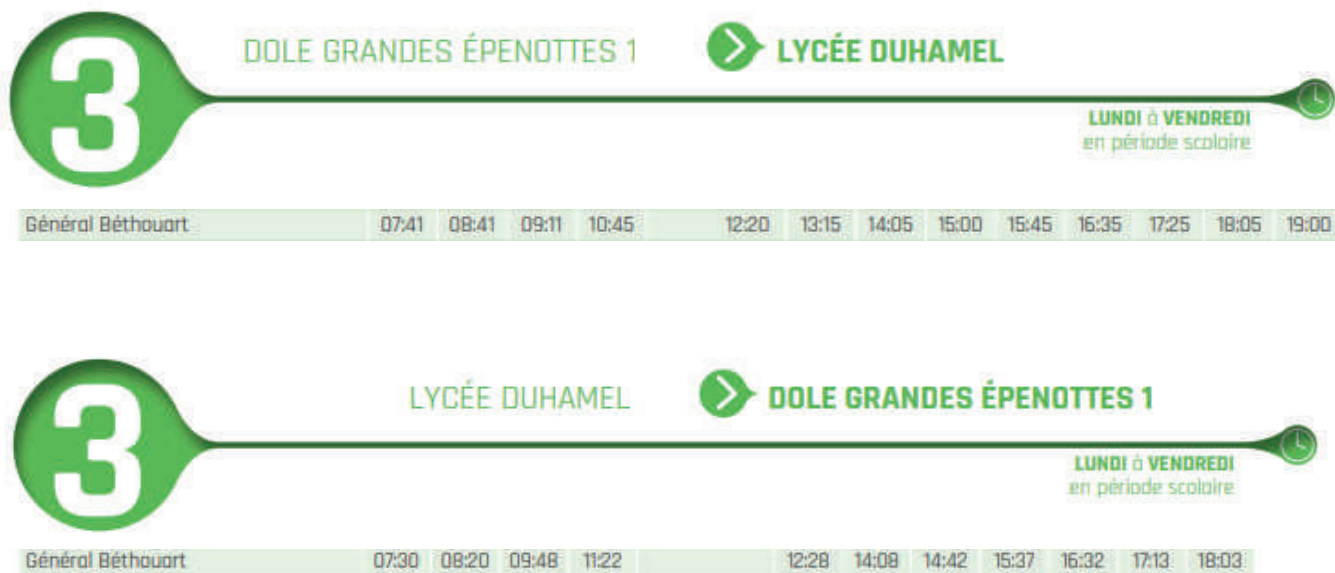 3
DOLE GRANDES ÉPENOTTES 1 LYCÉE DUHAMEL
LUNDI à VENDREDI
en période scolaire
Général Béthouart 07:41 08:41 09:11 10:45 12:20 13:15 14:05 15:00 15:45 16:35 17:25 18:05 19:00
3
LYCÉE DUHAMEL DOLE GRANDES ÉPENOTTES 1
LUNDI à VENDREDI
en période scolaire
Général Béthouart 07:30 08:20 09:48 11:22 12:28 14:08 14:42 15:37 16:32 17:13 18:03